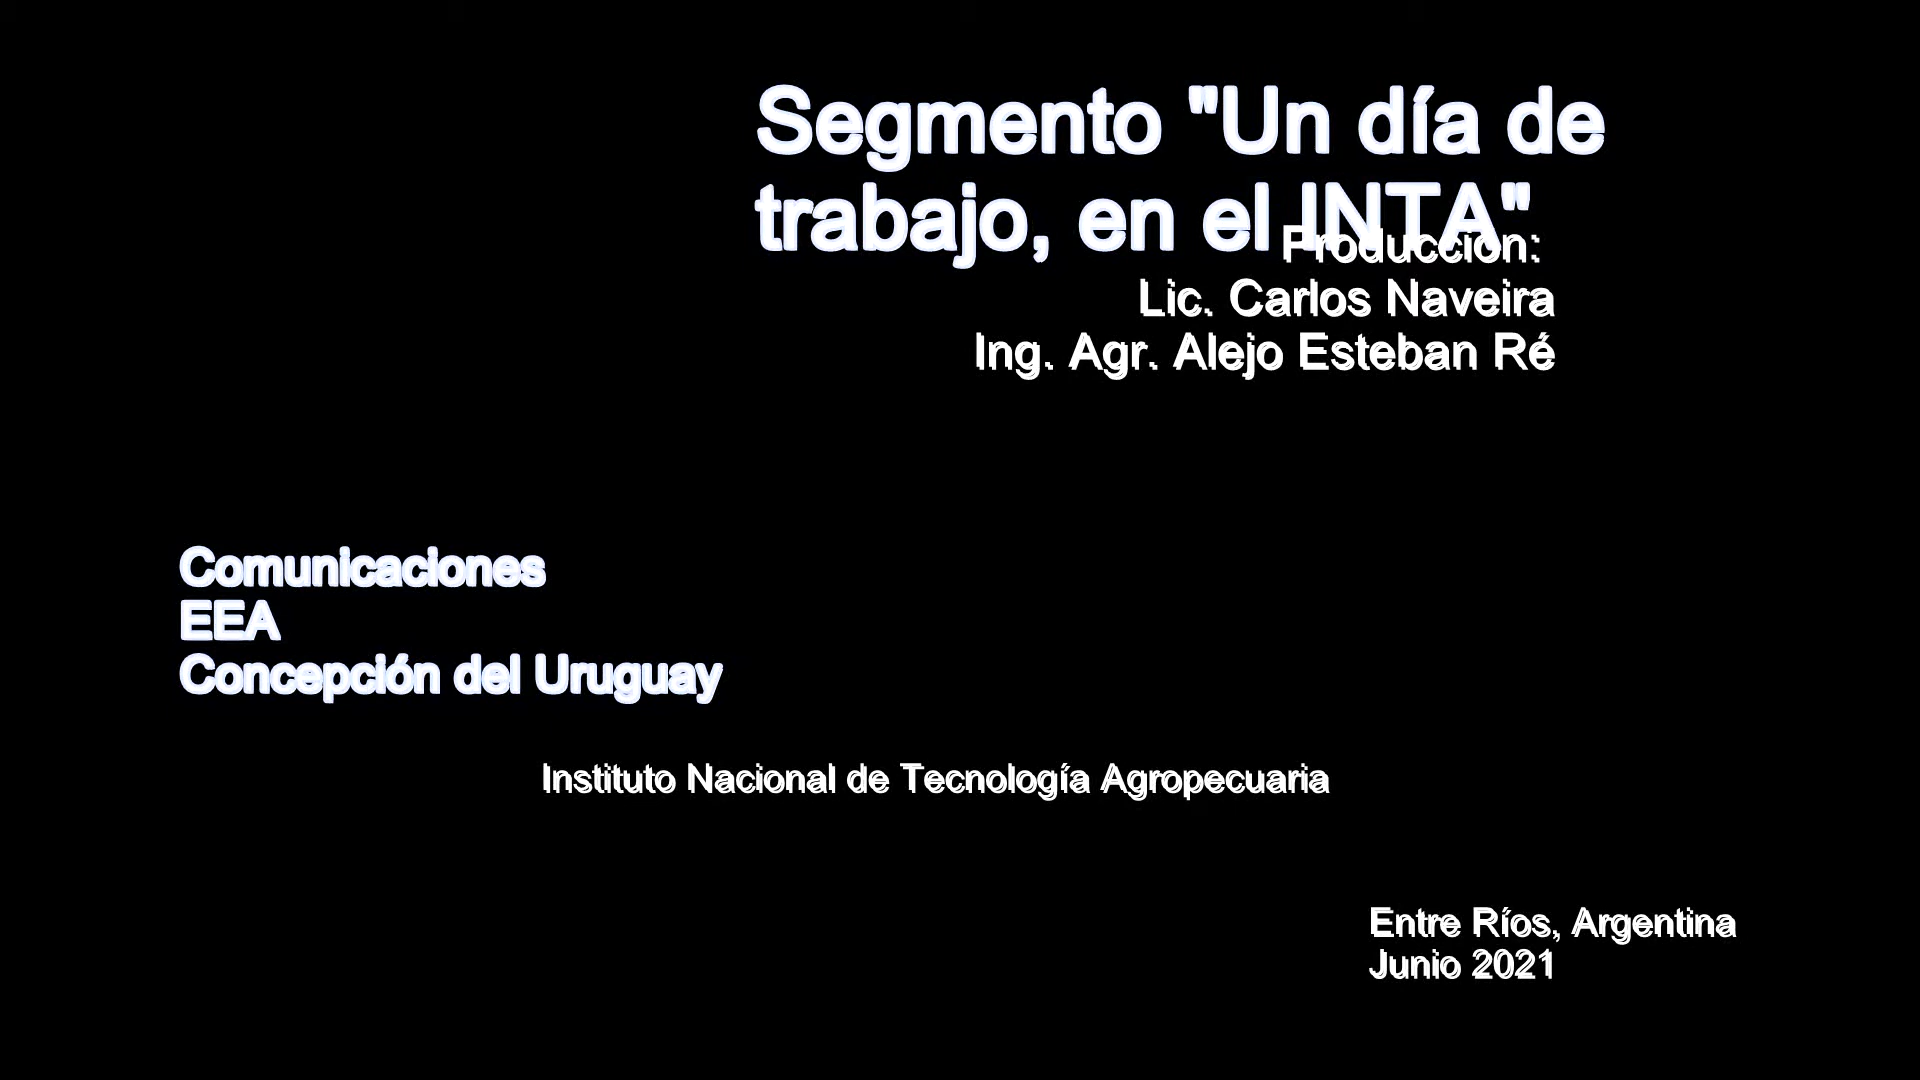 Segmento "Un día de
trabajo, en el INTA"
Producción:
Lic. Carlos Naveira
Ing. Agr. Alejo Esteban Ré
Comunicaciones
EEA
Concepción del Uruguay
Instituto Nacional de Tecnología Agropecuaria
Entre Ríos, Argentina
Junio 2021